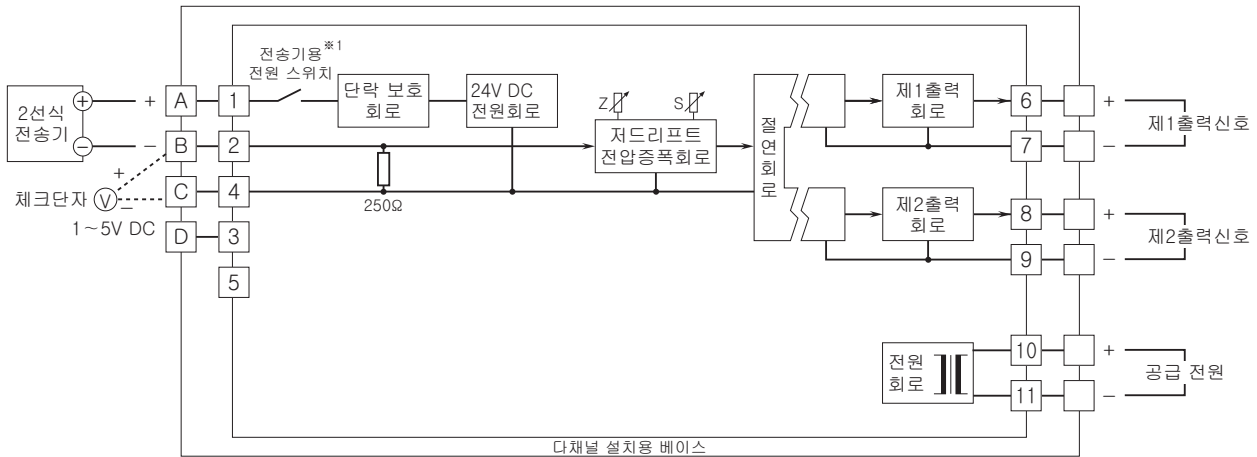 전송기용※1
전원 스위치
2선식
전송기
+
−
+
−
A
B
C
D
1
2
4
3
5
단락 보호
회로
24V DC
전원회로
Z
S
저드리프트
전압증폭회로
250Ω
절연회로
제1출력
회로
제2출력
회로
6
7
8
9
+
−
제1출력신호
+
−
제2출력신호
체크단자
V
+
−
1～5V DC
전원
회로
10
11
+
−
공급 전원
다채널 설치용 베이스